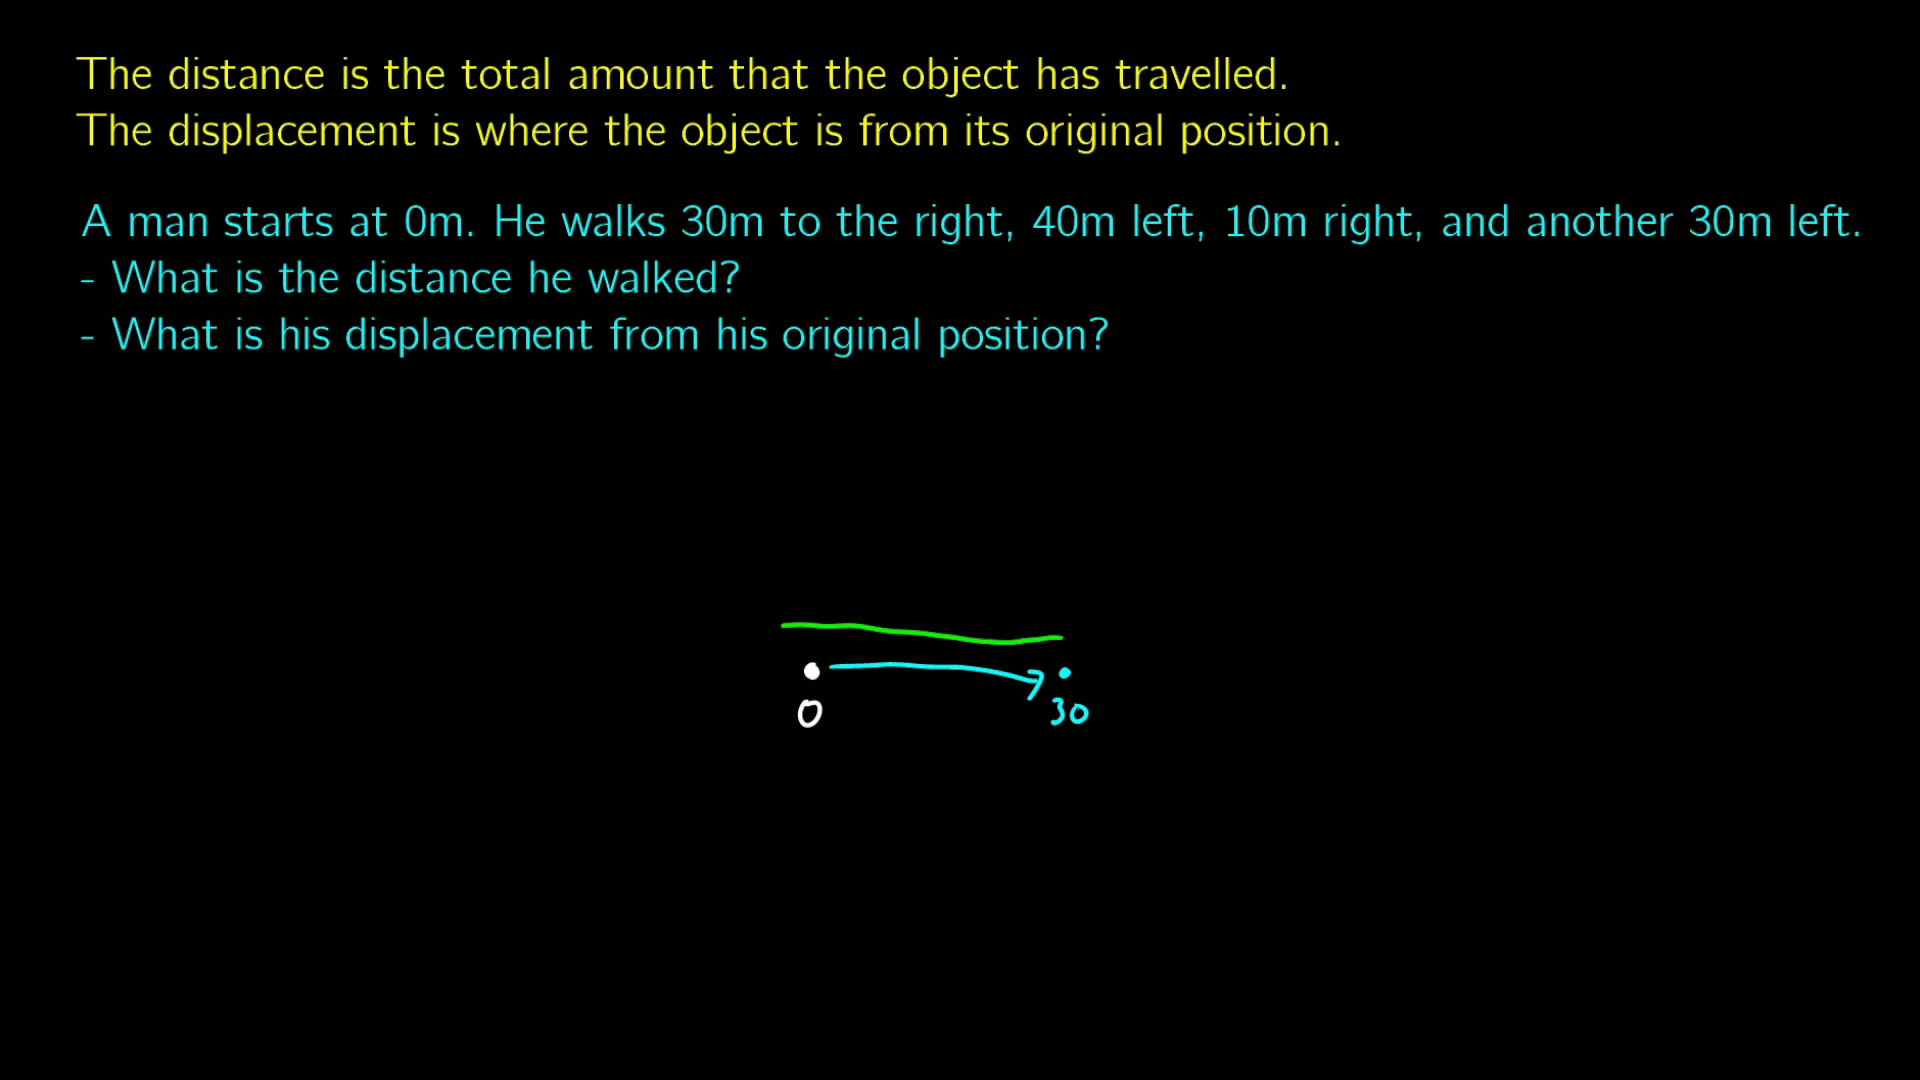 The distance is the total amount that the object has travelled.
The displacement is where the object is from its original position.
A man starts at 0m. He walks 30m to the right, 40m left, 10m right, and another 30m left.
- What is the distance he walked?
- What is his displacement from his original position?
0 30